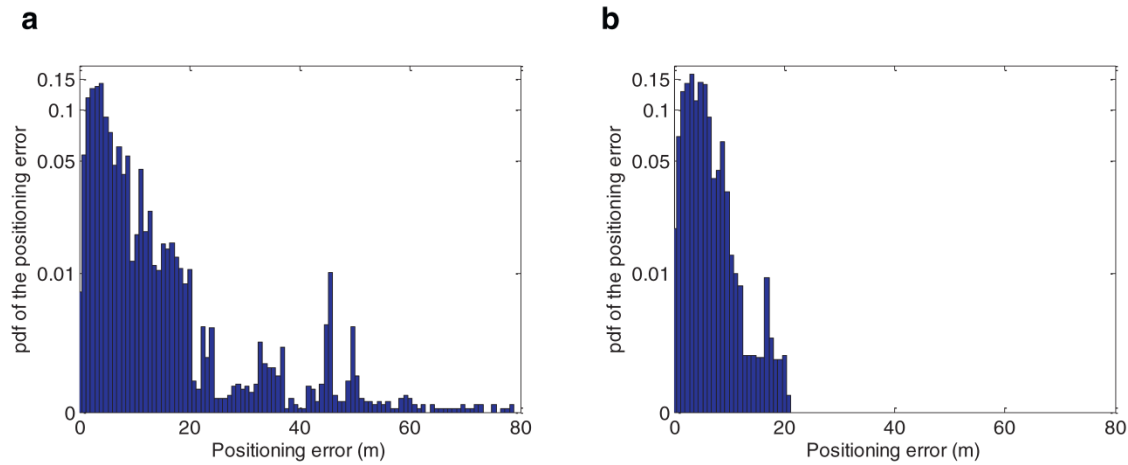 a
b
pdf of the positioning error
0.15
0.1
0.05
0.01
0
0 20 40 60 80
Positioning error (m)
pdf of the positioning error
0.15
0.1
0.05
0.01
0
0 20 40 60 80
Positioning error (m)